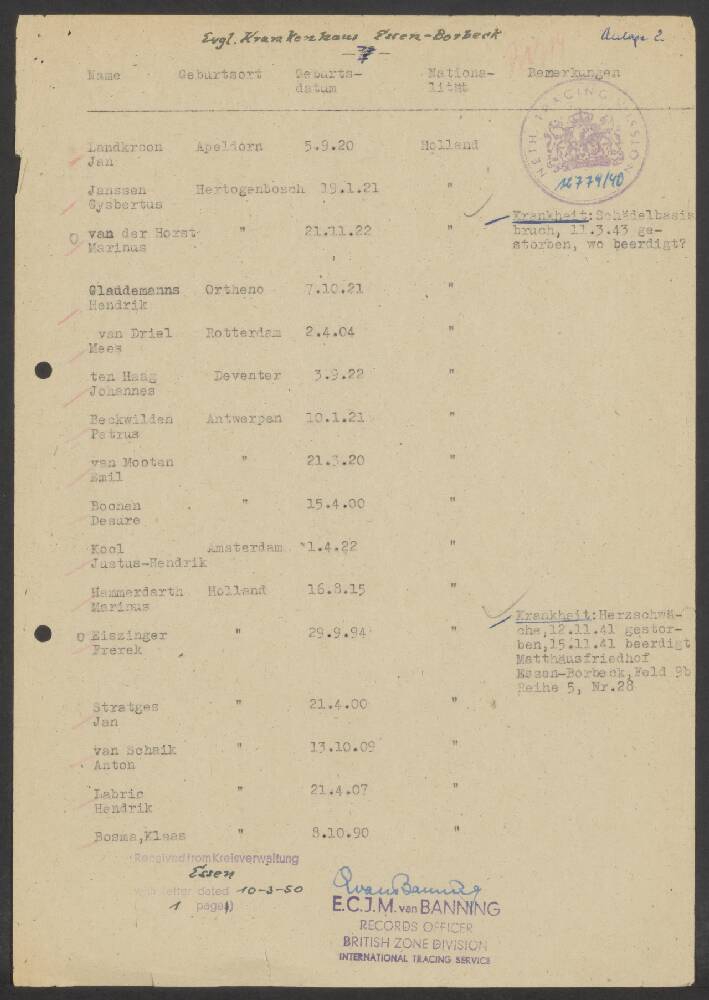 Evgl. Krankenhaus Essen-Borbeck Anlage 2.
- 7 -
Name Geburtsort Geburts- Nationa- Bemerkungen
datum lität
NETH TRACING MISSION
12774/40
Landkroon Apeldorn 5.9.20 Holland
Jan
Janssen Hertogenbosch 19.1.21 "
Gysbertus
Krankheit:Schädelbasis
van der Horst " 21.11.22 " bruch, 11.3.43 ge-
Marinus storben, wo beerdigt?
Gladdemanns Ortheno 7.10.21 "
Hendrik
van Driel Rotterdam 2.4.04 "
Mees
ten Haag Deventer 3.9.22 "
Johannes
Beckwilden Antwerpen 10.1.21 "
Petrus
van Mooten " 21.3.20 "
Emil
Boonen " 15.4.00 "
Desure
Kool Amsterdam 1.4.22 "
Justus-Hendrik
Hammerdarth Holland 16.8.15 "
Marinus
Krankheit:Herzschwä-
Eiszinger " 29.9.94 " che,12.11.41 gestor-
Frerek ben,15.11.41 beerdigt
Matthäusfriedhof
Essen-Borbeck,Feld 9b
Reihe 5, Nr.28
Stratges " 21.4.00 "
Jan
van Schaik " 13.10.09 "
Anton
Labric " 21.4.07 "
Hendrik
Bosma,Klaas " 8.10.90 "
Received from Kreisverwaltung
Essen
with letter dated 10-3-50
1 page)
E.C.J.M. van BANNING
RECORDS OFFICER
BRITISH ZONE DIVISION
INTERNATIONAL TRACING SERVICE